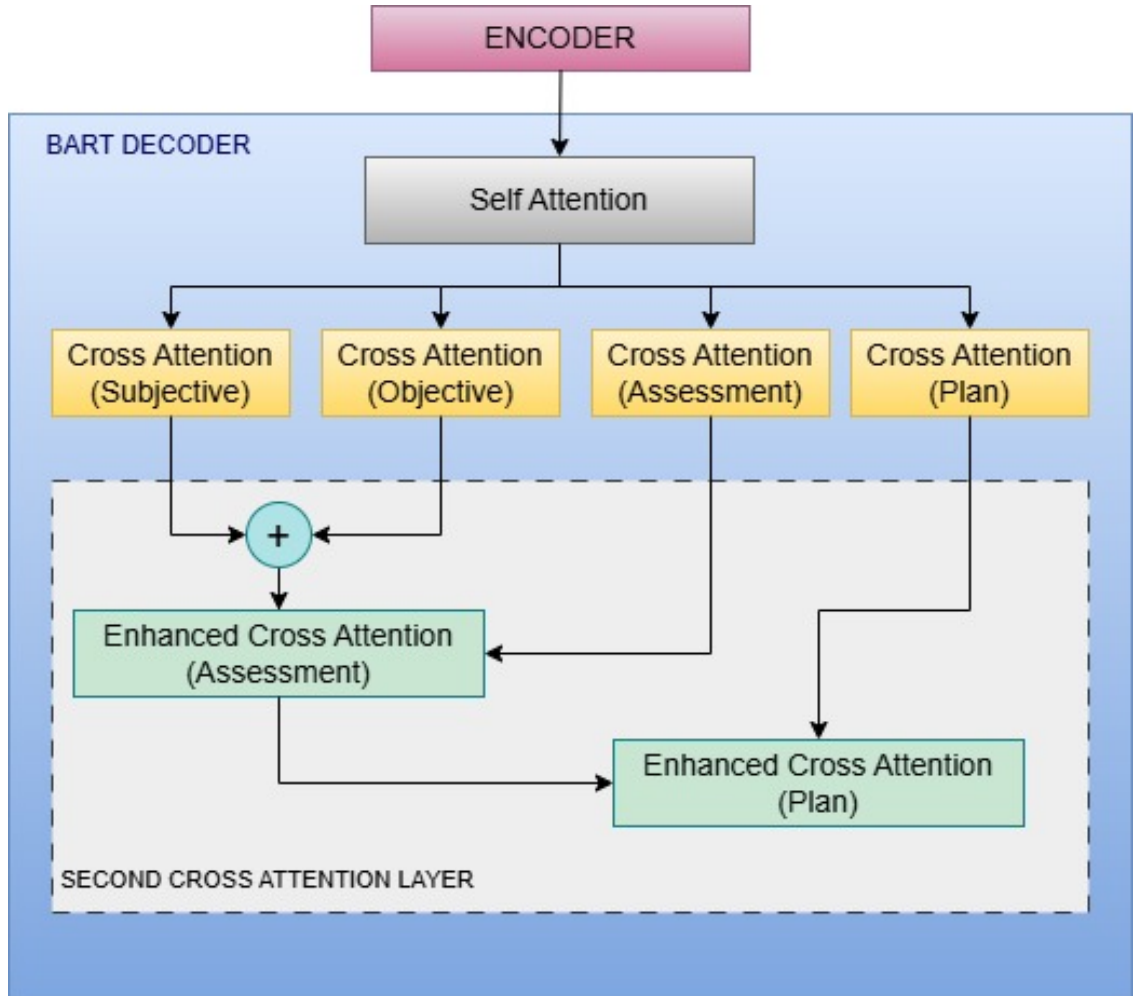 ENCODER
BART DECODER
Self Attention
Cross Attention
(Subjective)
Cross Attention
(Objective)
Cross Attention
(Assessment)
Cross Attention
(Plan)
+
Enhanced Cross Attention
(Assessment)
Enhanced Cross Attention
(Plan)
SECOND CROSS ATTENTION LAYER